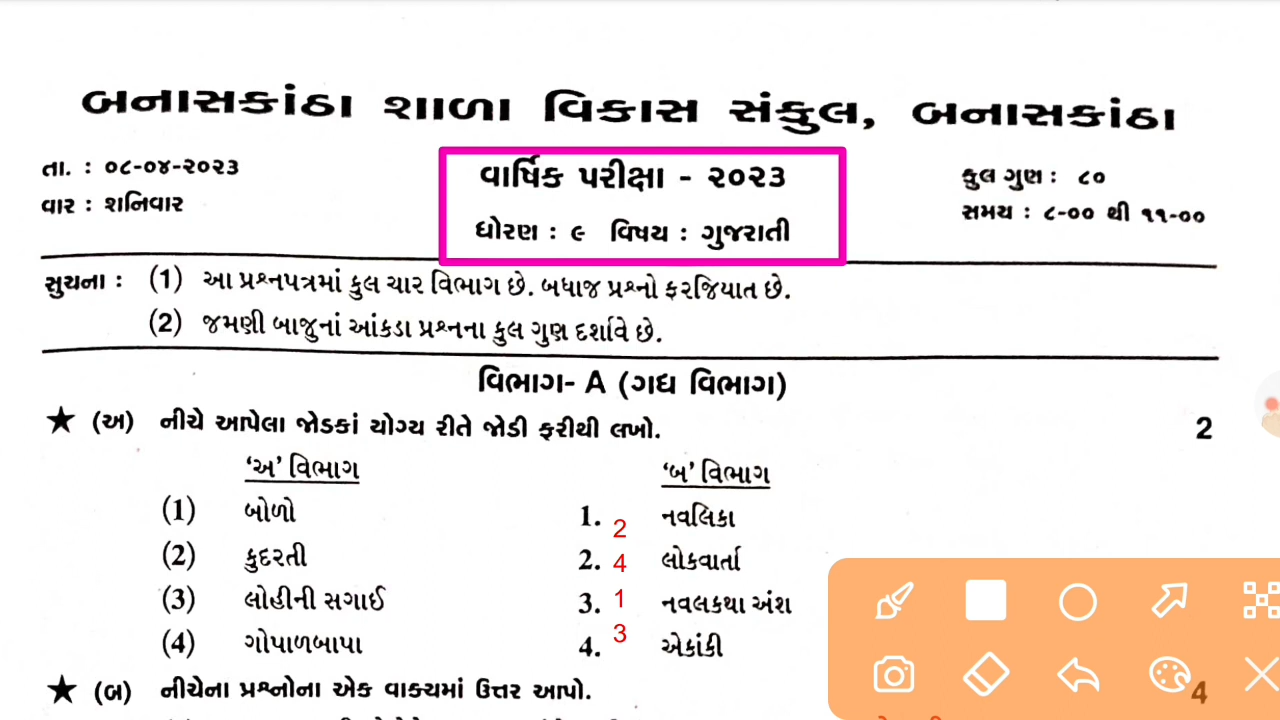 બનાસકાંઠા શાળા વિકાસ સંકુલ, બનાસકાંઠા
તા. : ૦૮-૦૪-૨૦૨૩
વાર : શનિવાર
વાર્ષિક પરીક્ષા - ૨૦૨૩
ધોરણ : ૯ વિષય : ગુજરાતી
કુલ ગુણ : ૮૦
સમય : ૮-૦૦ થી ૧૧-૦૦
સુચના : (1) આ પ્રશ્નપત્રમાં કુલ ચાર વિભાગ છે. બધાજ પ્રશ્નો ફરજિયાત છે.
(2) જમણી બાજુનાં આંકડા પ્રશ્નના કુલ ગુણ દર્શાવે છે.
વિભાગ- A (ગદ્ય વિભાગ)
★ (અ) નીચે આપેલા જોડકાં યોગ્ય રીતે જોડી ફરીથી લખો. 2
‘અ’ વિભાગ ‘બ’ વિભાગ
(1) બોળો 1. 2 નવલિકા
(2) કુદરતી 2. 4 લોકવાર્તા
(3) લોહીની સગાઈ 3. 1 નવલકથા અંશ
(4) ગોપાળબાપા 4. 3 એકાંકી
★ (બ) નીચેના પ્રશ્નોના એક વાક્યમાં ઉત્તર આપો. 4